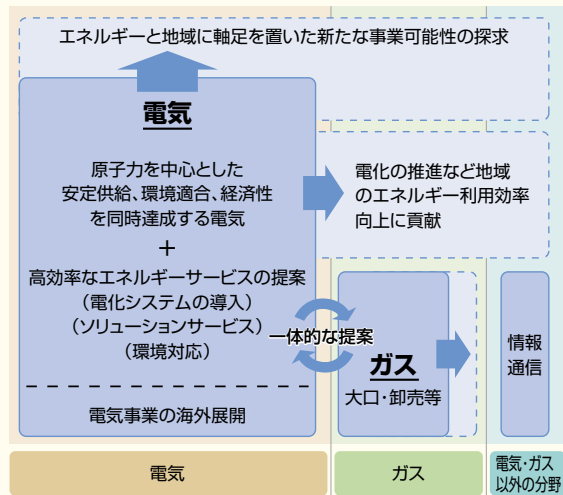 エネルギーと地域に軸足を置いた新たな事業可能性の探求
電気
原子力を中心とした
安定供給、環境適合、経済性
を同時達成する電気
+
高効率なエネルギーサービスの提案
(電化システムの導入)
(ソリューションサービス)
(環境対応)
電気事業の海外展開
電化の推進など地域
のエネルギー利用効率
向上に貢献
一体的な提案
ガス
大口・卸売等
情報
通信
電気
ガス
電気・ガス
以外の分野